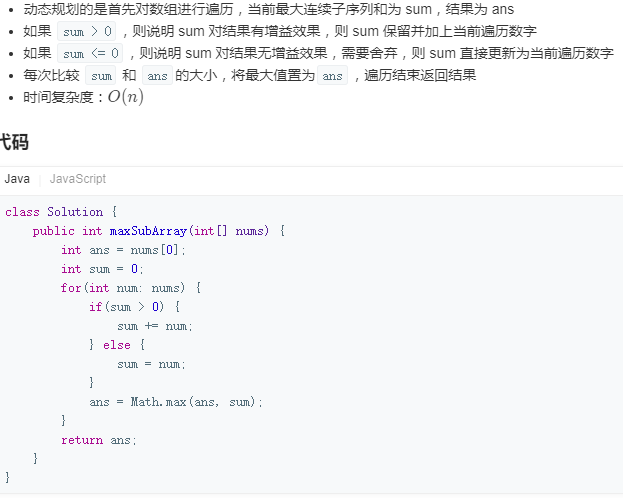 • 动态规划的是首先对数组进行遍历，当前最大连续子序列和为 sum，结果为 ans
• 如果 sum > 0 ，则说明 sum 对结果有增益效果，则 sum 保留并加上当前遍历数字
• 如果 sum <= 0 ，则说明 sum 对结果无增益效果，需要舍弃，则 sum 直接更新为当前遍历数字
• 每次比较 sum 和 ans 的大小，将最大值置为 ans ，遍历结束返回结果
• 时间复杂度：O(n)
代码
Java JavaScript
class Solution {
    public int maxSubArray(int[] nums) {
        int ans = nums[0];
        int sum = 0;
        for(int num: nums) {
            if(sum > 0) {
                sum += num;
            } else {
                sum = num;
            }
            ans = Math.max(ans, sum);
        }
        return ans;
    }
}